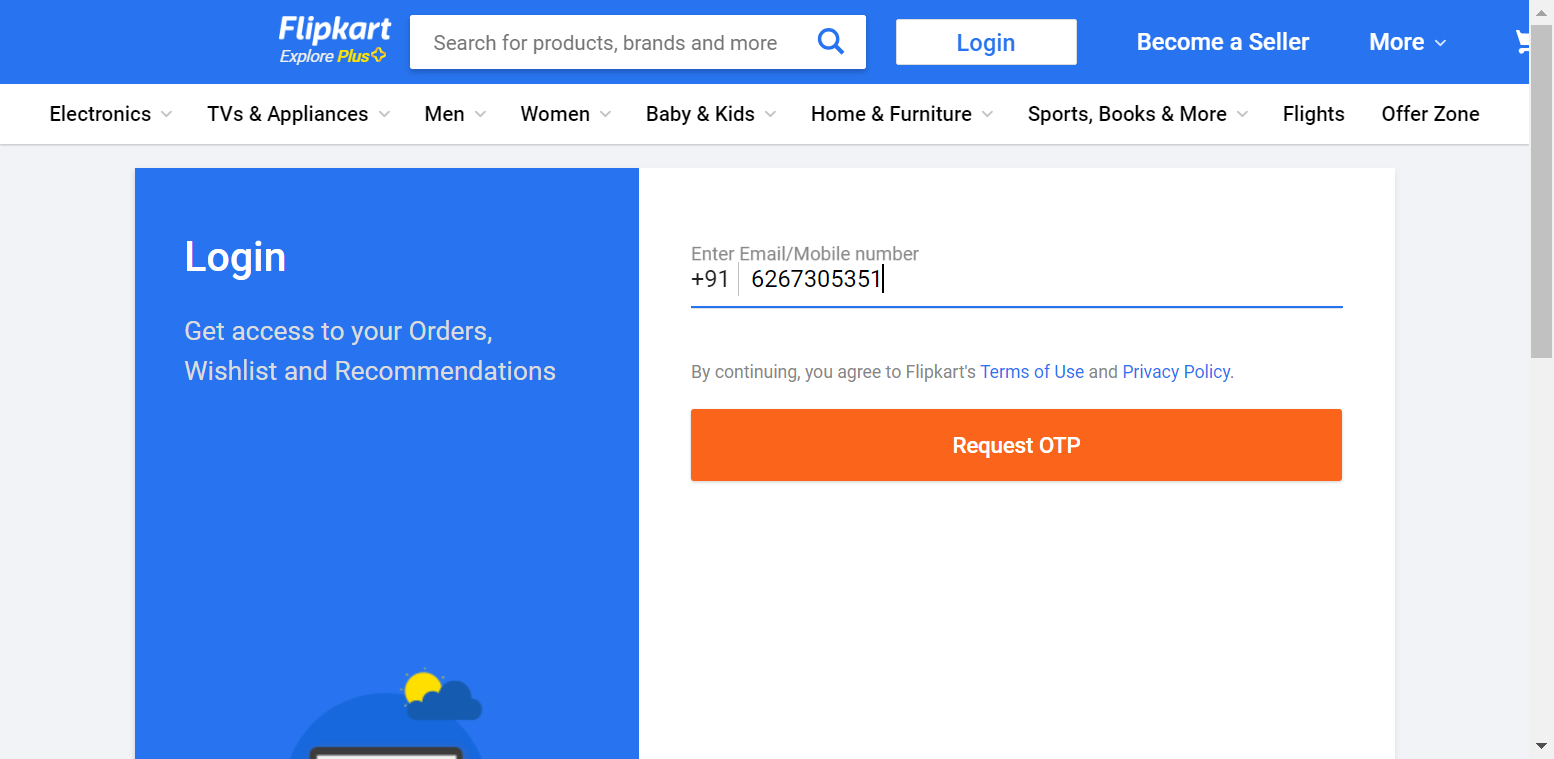 Flipkart
Explore Plus
Search for products, brands and more
Login
Become a Seller
More
Electronics
TVs & Appliances
Men
Women
Baby & Kids
Home & Furniture
Sports, Books & More
Flights
Offer Zone
Login
Get access to your Orders,
Wishlist and Recommendations
Enter Email/Mobile number
+91 6267305351
By continuing, you agree to Flipkart's Terms of Use and Privacy Policy.
Request OTP